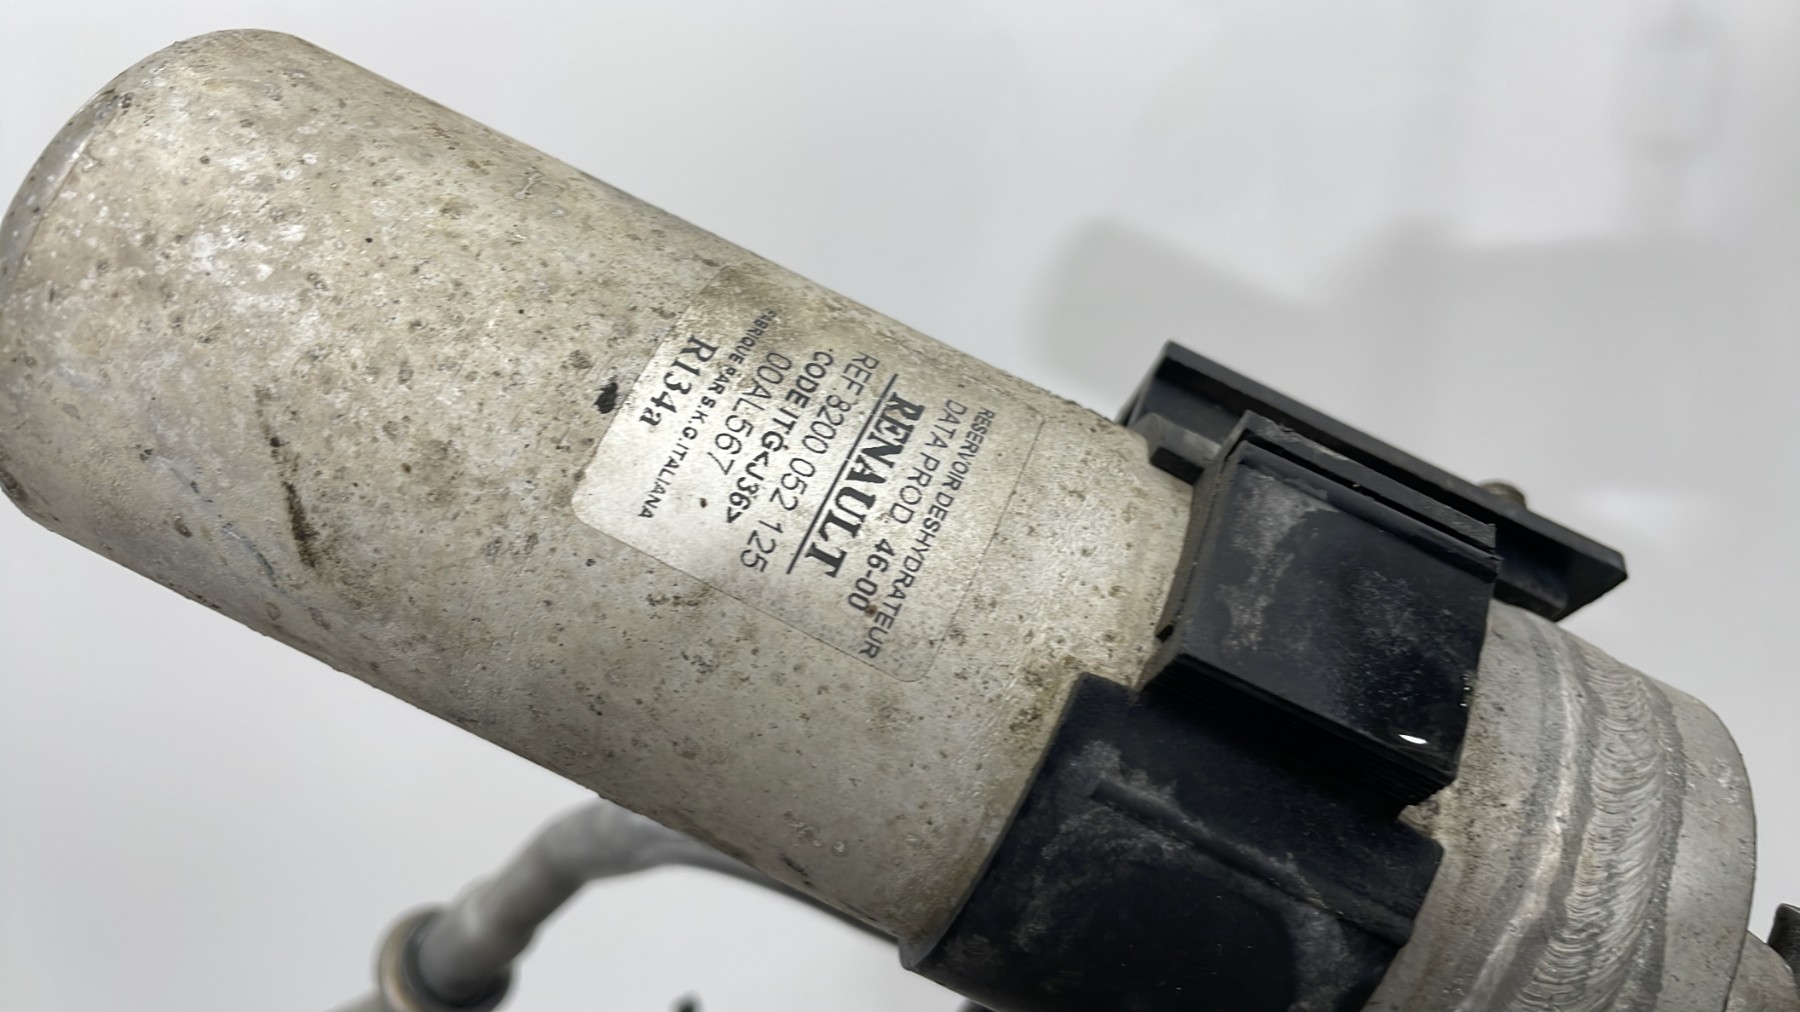 RESERVOIR DESHYDRATEUR
DATA PROD. 46-00
RENAULT
REF. 8200 052 125
·CODE ITG<J36>
00AL567
FABRIQUE PAR S.K.G. ITALIANA
R134a